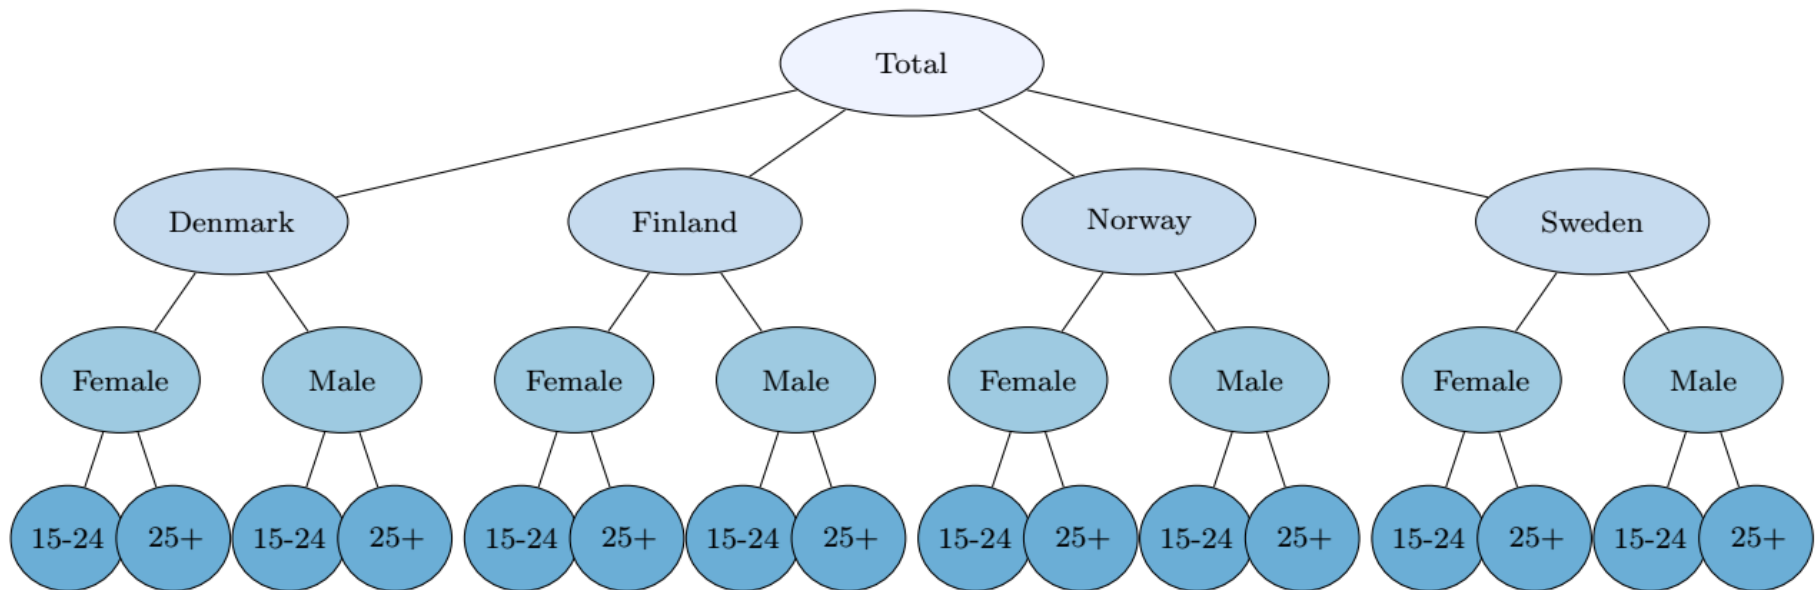 Total
Denmark Finland Norway Sweden
Female Male Female Male Female Male Female Male
15-24 25+ 15-24 25+ 15-24 25+ 15-24 25+ 15-24 25+ 15-24 25+ 15-24 25+ 15-24 25+